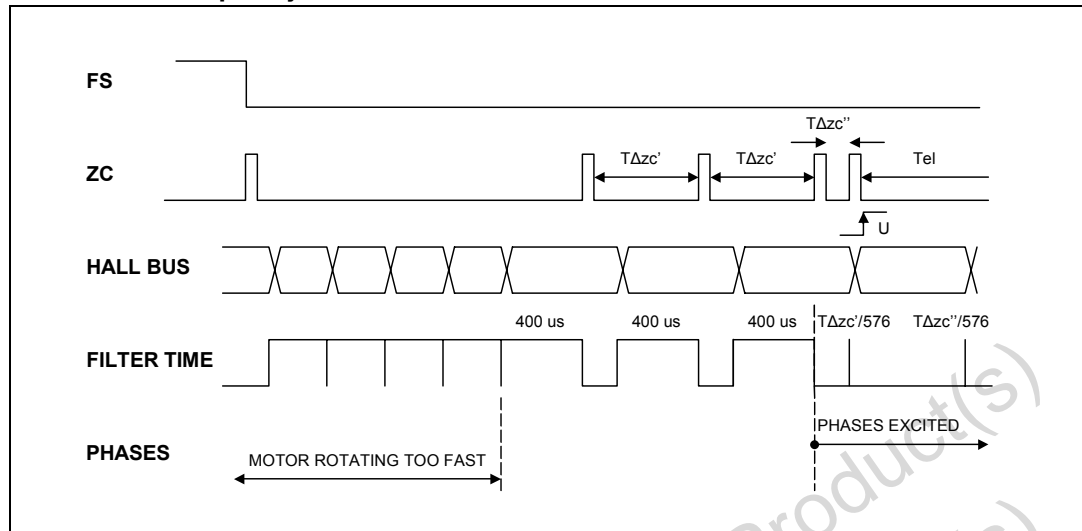 FS
TΔzc''
ZC
TΔzc'
TΔzc'
Tel
U
HALL BUS
400 us
400 us
400 us
TΔzc'/576
TΔzc''/576
FILTER TIME
PHASES EXCITED
PHASES
MOTOR ROTATING TOO FAST
Product(s)